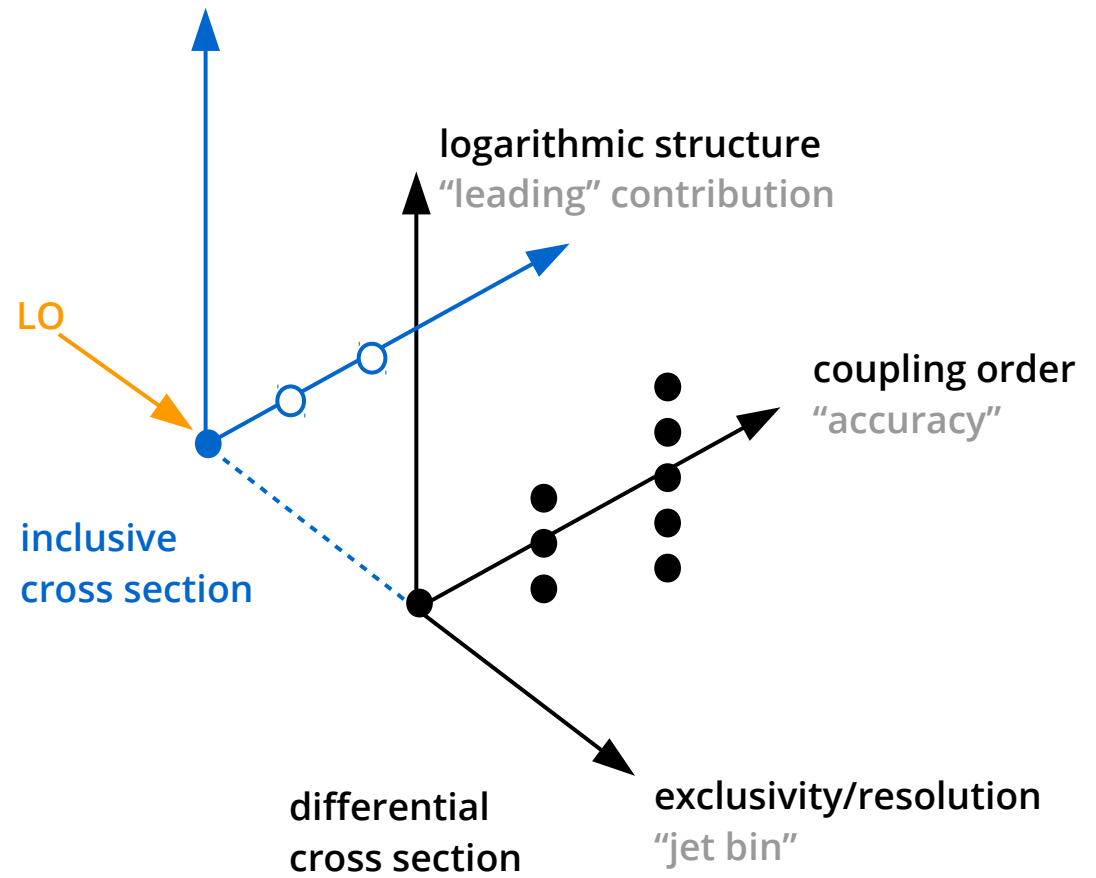 logarithmic structure
“leading” contribution
LO
coupling order
“accuracy”
inclusive
cross section
differential
cross section
exclusivity/resolution
“jet bin”